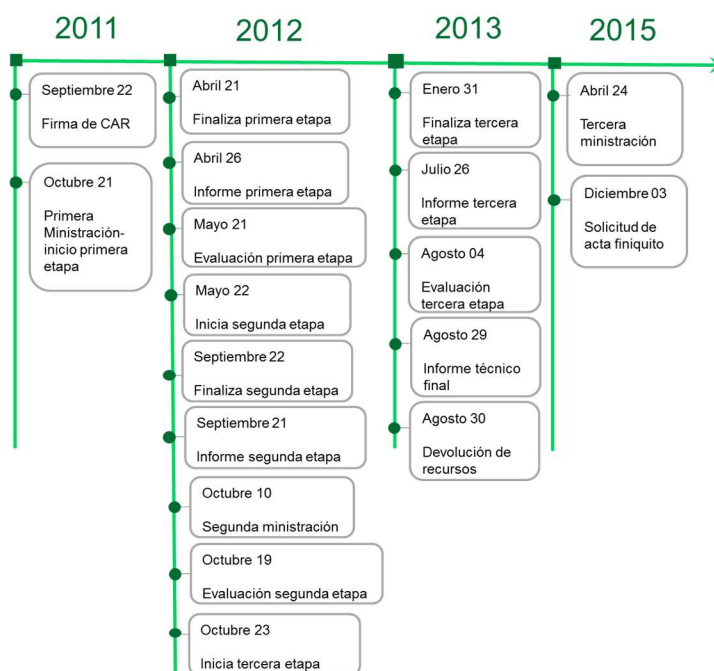 2011
2012
2013
2015
Septiembre 22
Firma de CAR
Octubre 21
Primera
Ministración-
inicio primera
etapa
Abril 21
Finaliza primera etapa
Abril 26
Informe primera etapa
Mayo 21
Evaluación primera etapa
Mayo 22
Inicia segunda etapa
Septiembre 22
Finaliza segunda etapa
Septiembre 21
Informe segunda etapa
Octubre 10
Segunda ministración
Octubre 19
Evaluación segunda etapa
Octubre 23
Inicia tercera etapa
Enero 31
Finaliza tercera
etapa
Julio 26
Informe tercera
etapa
Agosto 04
Evaluación
tercera etapa
Agosto 29
Informe técnico
final
Agosto 30
Devolución de
recursos
Abril 24
Tercera
ministración
Diciembre 03
Solicitud de
acta finiquito